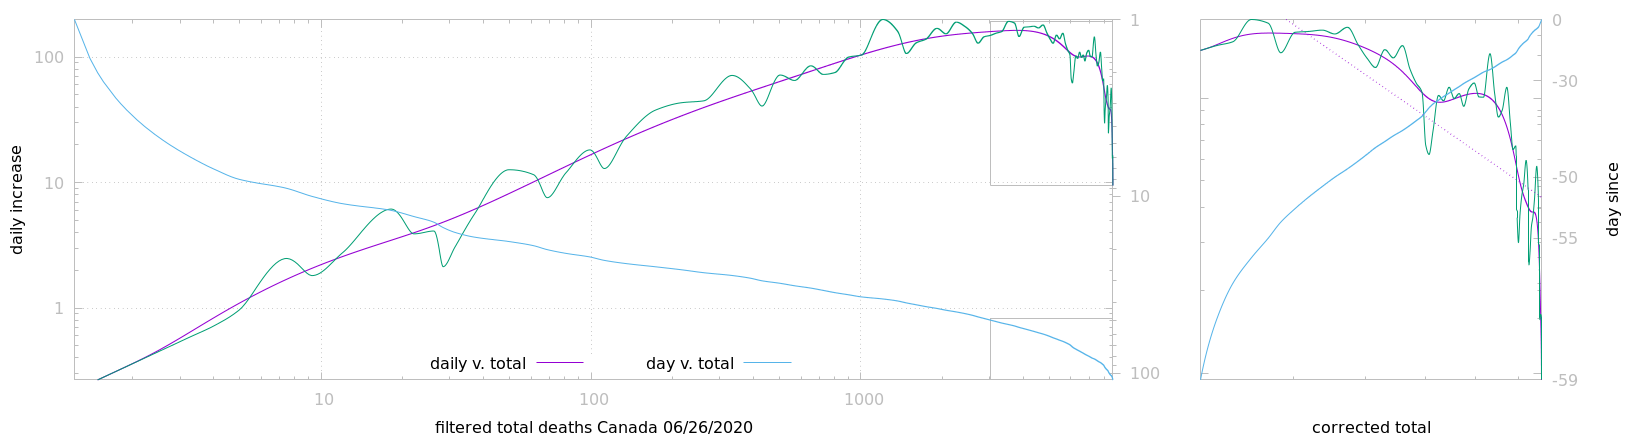 daily increase
100
10
1
daily v. total
day v. total
10
100
1000
1
10
100
filtered total deaths Canada 06/26/2020
0
-30
-50
-55
-59
day since
corrected total